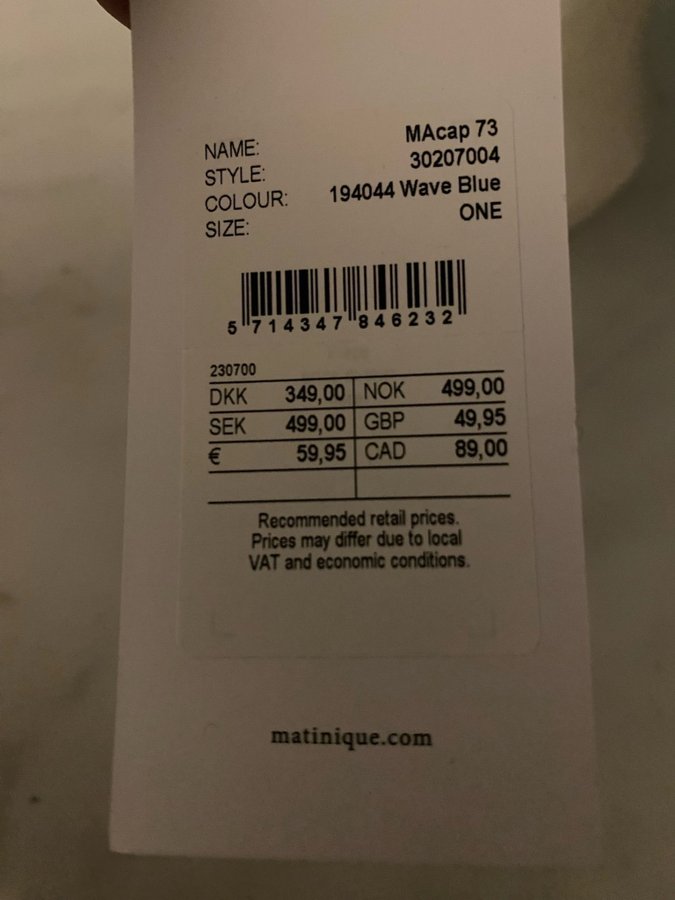 NAME: MAcap 73
STYLE: 30207004
COLOUR: 194044 Wave Blue
SIZE: ONE
5 714347 846232
230700
DKK 349,00 NOK 499,00
SEK 499,00 GBP 49,95
€ 59,95 CAD 89,00
Recommended retail prices.
Prices may differ due to local
VAT and economic conditions.
matinique.com